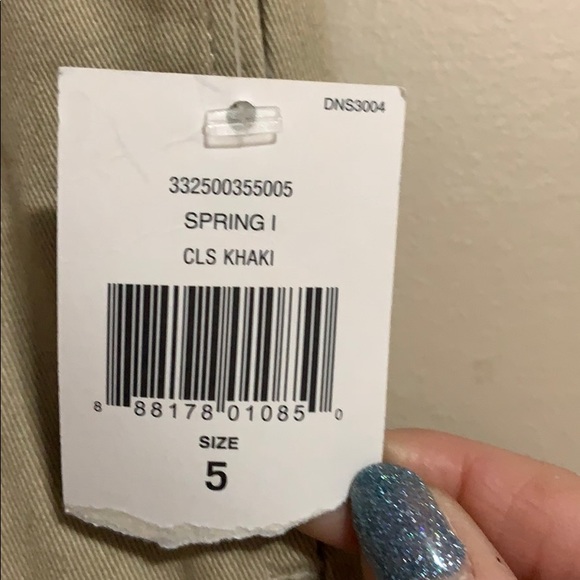 DNS3004
332500355005
SPRING I
CLS KHAKI
8 88178 01085 0
SIZE
5